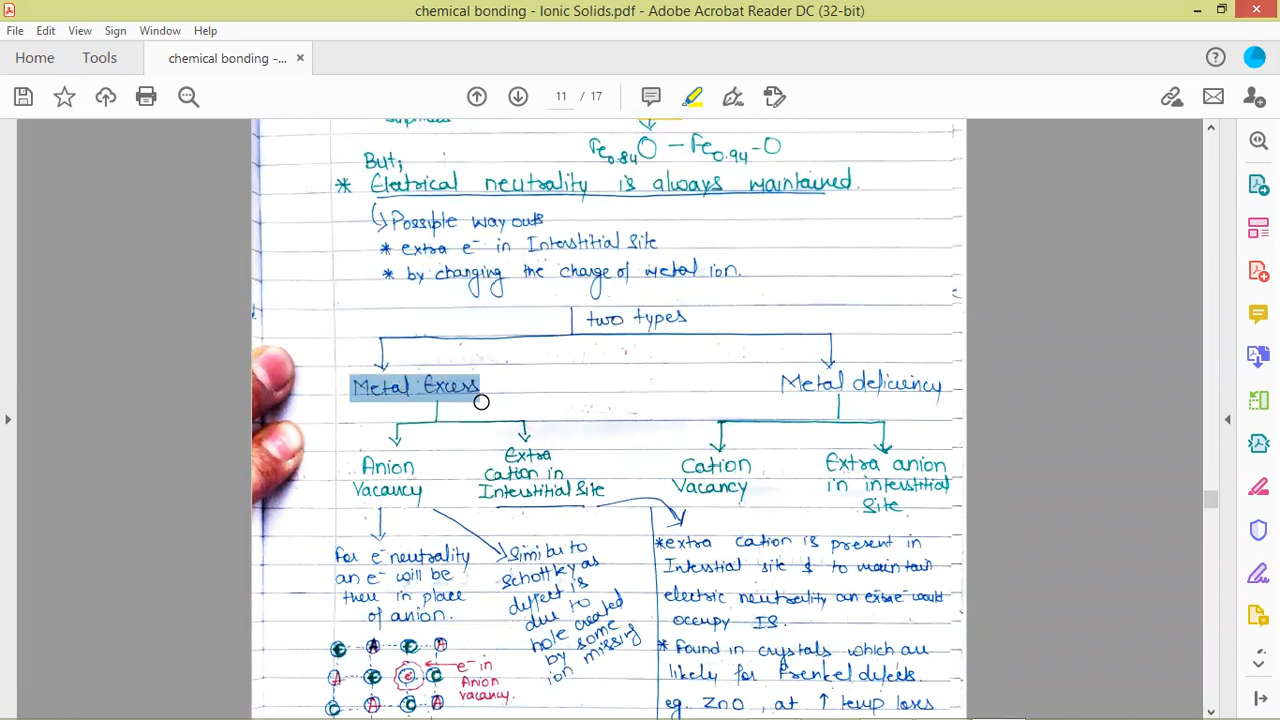 chemical bonding - Ionic Solids.pdf - Adobe Acrobat Reader DC (32-bit)
File Edit View Sign Window Help
Home Tools chemical bonding -... ×
11 / 17
Fe0.84O - Fe0.94-O
But;
* Electrical neutrality is always maintained.
Possible way outs
* extra e- in Interstitial Site
* by changing the charge of metal ion.
two types
Metal Excess
Metal deficiency
Anion
Vacancy
Extra
Cation in
Interstitial Site
Cation
Vacancy
Extra anion
in interstitial
Site
For e- neutrality
an e- will be
in place
of anion.
Similar to
Schottky as
defect is
due to
hole created
by some
ion missing
*extra cation is present in
Interstial site & to maintain
electric neutrality an would
occupy IS.
* Found in crystals which are
likely for Frenkel defects.
eg. ZnO, at ↑ temp loses
C A C A
A C e- C
C A C A
e- in
Anion
vacancy.